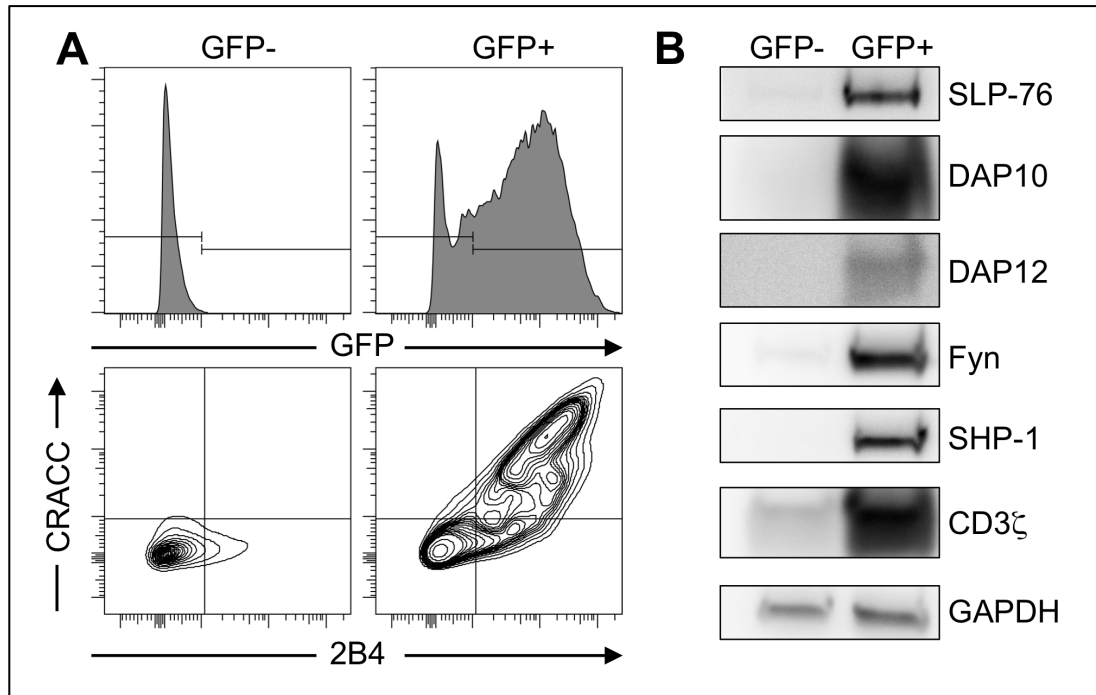 A
GFP-
GFP+
GFP
CRACC
2B4
B
GFP-
GFP+
SLP-76
DAP10
DAP12
Fyn
SHP-1
CD3ζ
GAPDH